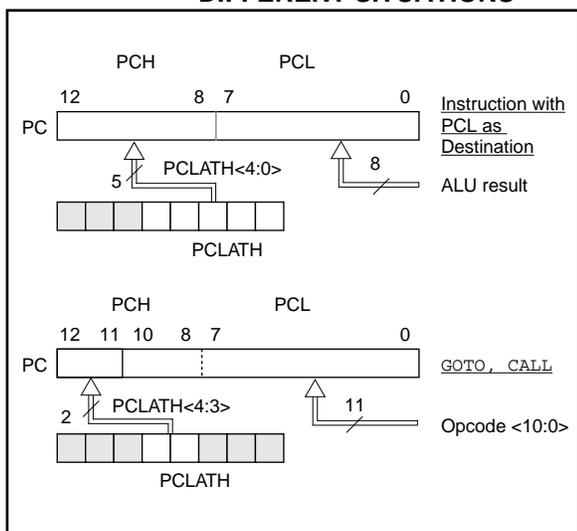 DIFFERENT SITUATIONS
PCH PCL
12 8 7 0
PC
Instruction with
PCL as
Destination
5 PCLATH<4:0> 8
ALU result
PCLATH
PCH PCL
12 11 10 8 7 0
PC GOTO, CALL
2 PCLATH<4:3> 11
Opcode <10:0>
PCLATH